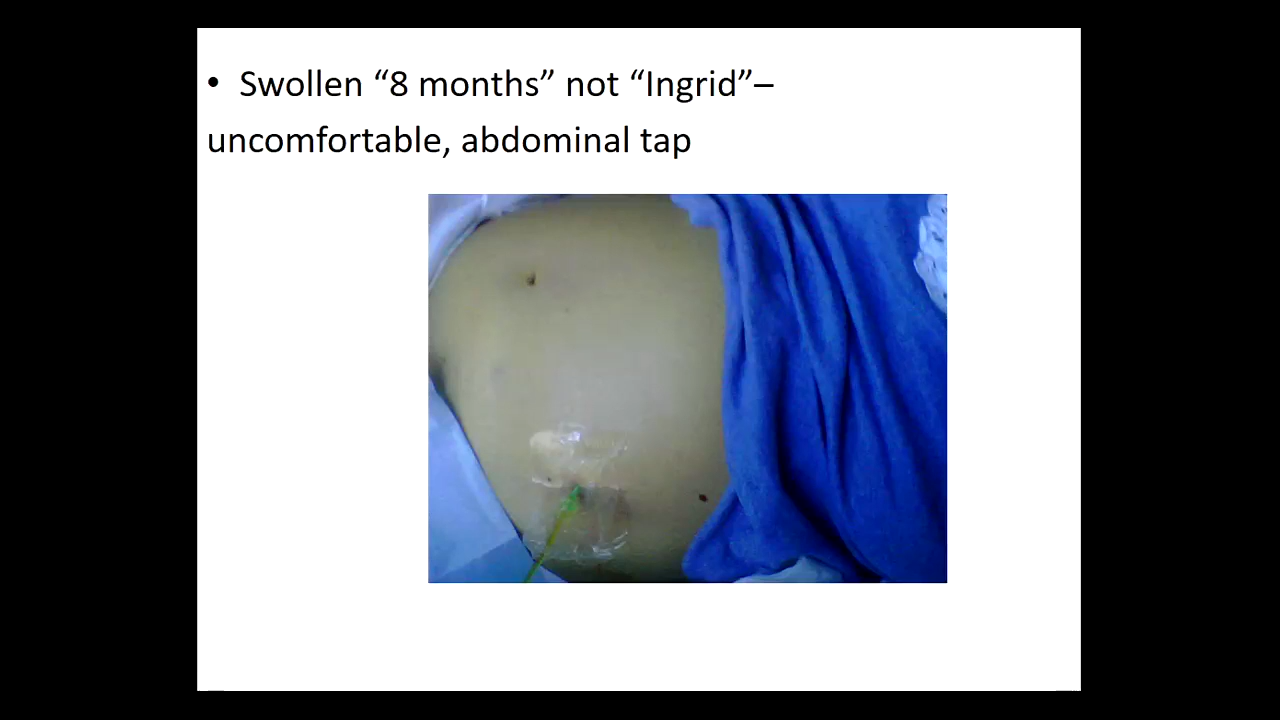 • Swollen “8 months” not “Ingrid”–
uncomfortable, abdominal tap